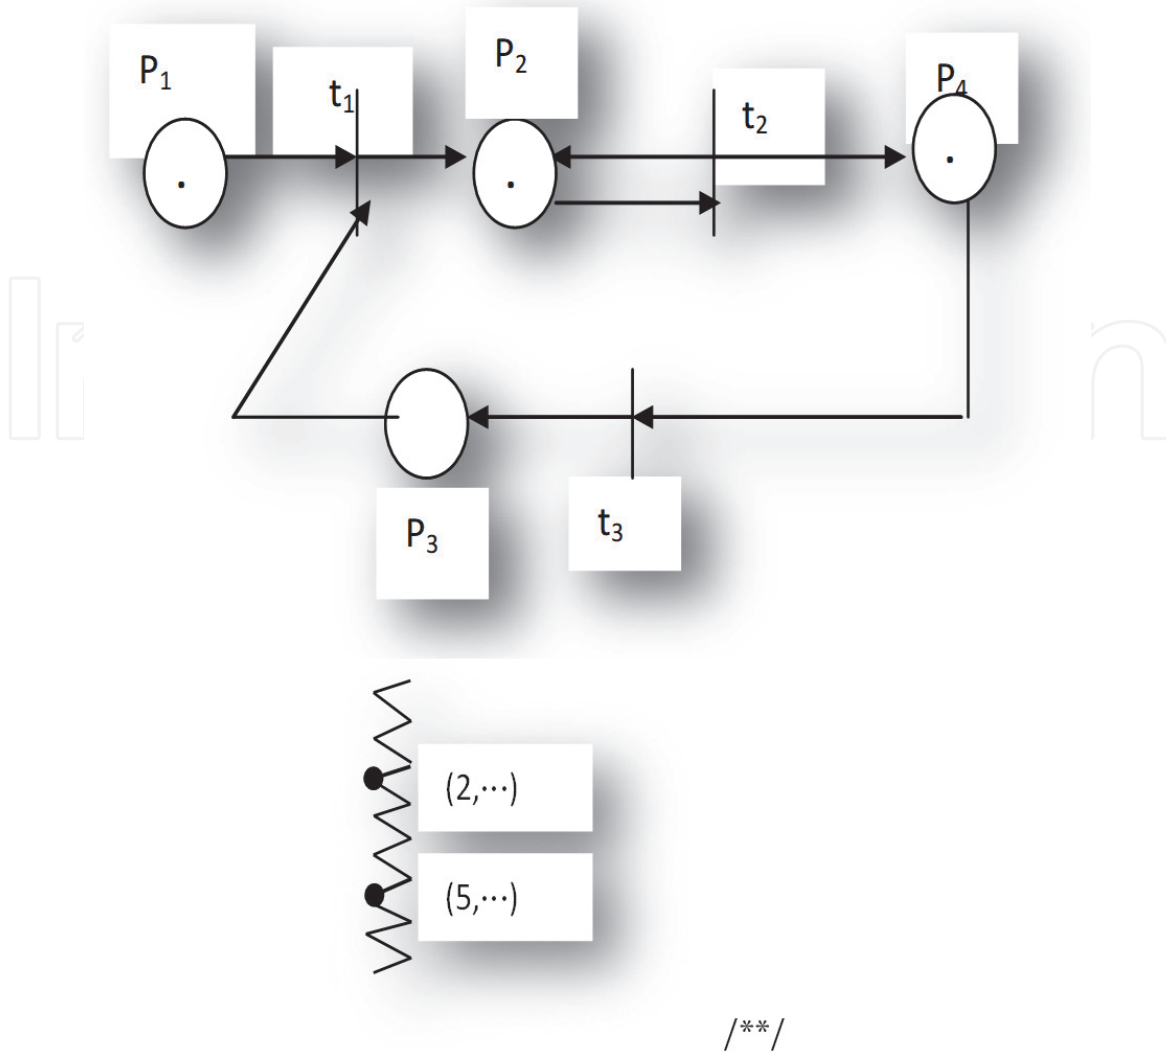 P₁
t₁
P₂
t₂
P₄
P₃
t₃
(2,⋯)
(5,⋯)
/**/